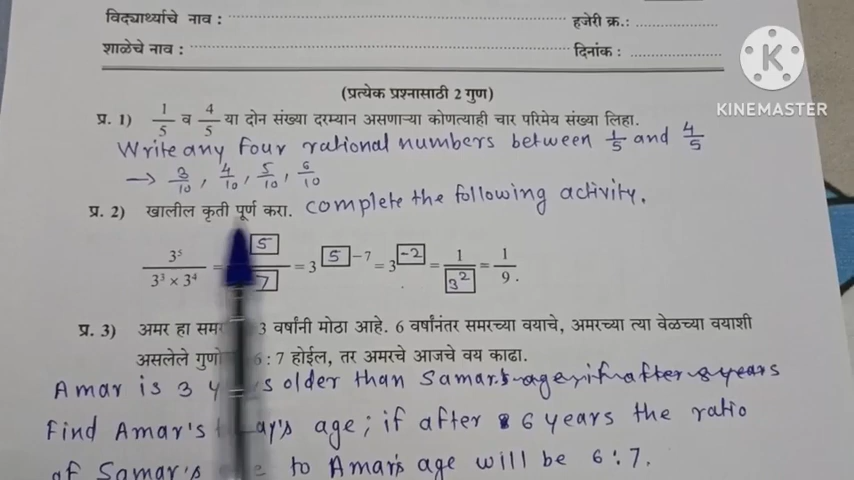 विद्यार्थ्याचे नाव :
हजेरी क्र.:
शाळेचे नाव :
दिनांक :
K
KINEMASTER
(प्रत्येक प्रश्नासाठी 2 गुण)
प्र. 1) 1/5 व 4/5 या दोन संख्या दरम्यान असणाऱ्या कोणत्याही चार परिमेय संख्या लिहा.
Write any four rational numbers between 1/5 and 4/5
→ 3/10, 4/10, 5/10, 6/10
प्र. 2) खालील कृती पूर्ण करा. complete the following activity.
3⁵/(3³ × 3⁴) = 5/7 = 3^(5-7) = 3^(-2) = 1/3² = 1/9.
प्र. 3) अमर हा 3 वर्षांनी मोठा आहे. 6 वर्षांनंतर समरच्या वयाचे, अमरच्या त्या वेळच्या वयाशी
असलेले 6 : 7 होईल, तर अमरचे आजचे वय काढा.
Amar is 3 older than Samar
Find Amar's age; if after 6 years the ratio
of Samar's to Amar's age will be 6:7.